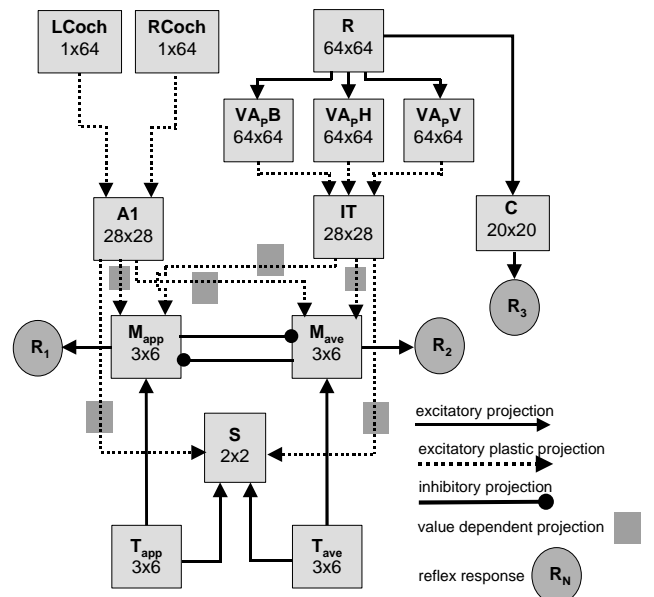 LCoch
1x64
RCoch
1x64
R
64x64
VAPB
64x64
VAPH
64x64
VAPV
64x64
A1
28x28
IT
28x28
C
20x20
R3
Mapp
3x6
Mave
3x6
R1
R2
S
2x2
Tapp
3x6
Tave
3x6
excitatory projection
excitatory plastic projection
inhibitory projection
value dependent projection
reflex response
RN